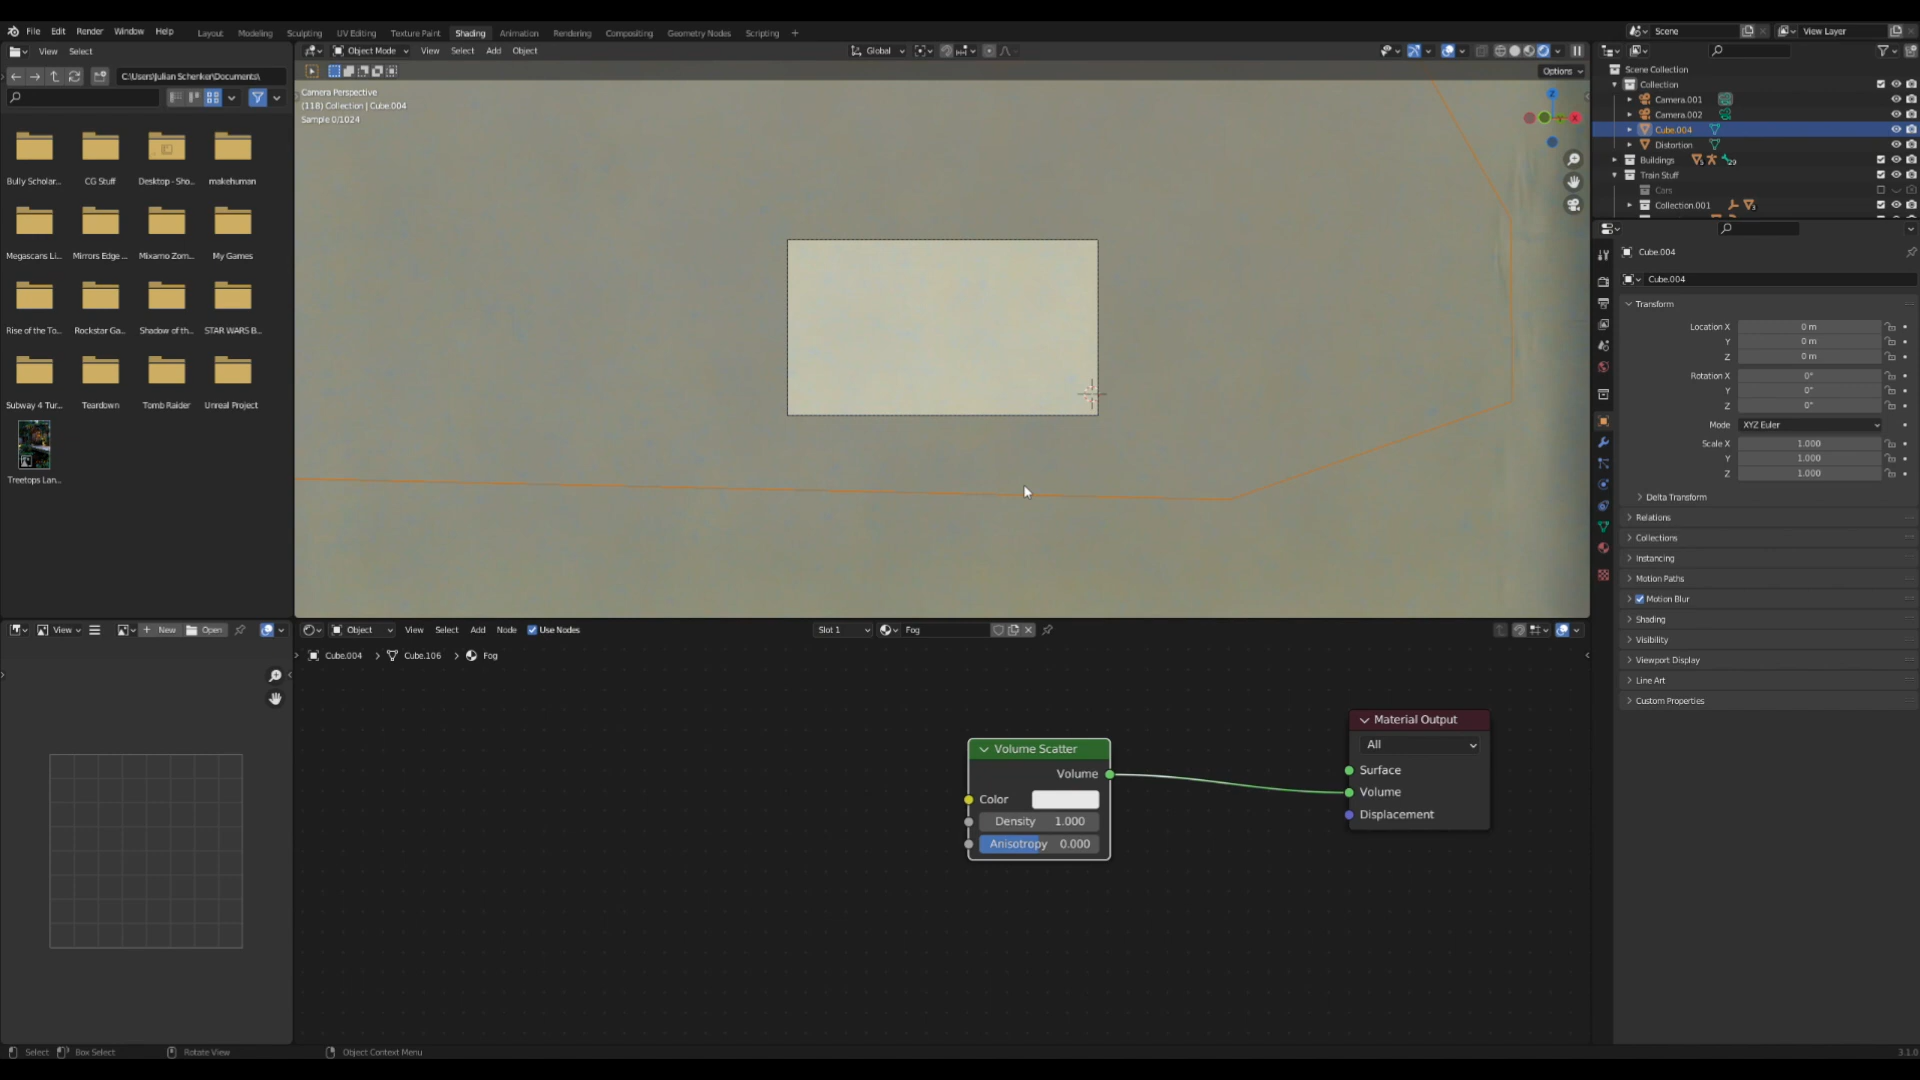 File Edit Render Window Help Layout Modeling Sculpting UV Editing Texture Paint Shading Animation Rendering Compositing Geometry Nodes Scripting + Scene View Layer
View Select
Object Mode View Select Add Object Global
C:\Users\Julian Schenker\Documents\
Options
Camera Perspective
(118) Collection | Cube.004
Sample 0/1024
Z
X
Bully Scholar... CG Stuff Desktop - Sho... makehuman
Megascans Li... Mirrors Edge ... Mixamo Zom... My Games
Rise of the To... Rockstar Ga... Shadow of th... STAR WARS B...
Subway 4 Tur... Teardown Tomb Raider Unreal Project
Treetops Lan...
Scene Collection
Collection
Camera.001
Camera.002
Cube.004
Distortion
Buildings
Train Stuff
Cars
Collection.001
Cube.004
Cube.004
Transform
Location X 0 m
Y 0 m
Z 0 m
Rotation X 0°
Y 0°
Z 0°
Mode XYZ Euler
Scale X 1.000
Y 1.000
Z 1.000
Delta Transform
Relations
Collections
Instancing
Motion Paths
Motion Blur
Shading
Visibility
Viewport Display
Line Art
Custom Properties
View New Open
Object View Select Add Node Use Nodes Slot 1 Fog
Cube.004 > Cube.106 > Fog
Volume Scatter
Volume
Color
Density 1.000
Anisotropy 0.000
Material Output
All
Surface
Volume
Displacement
Select Box Select Rotate View Object Context Menu 3.1.0